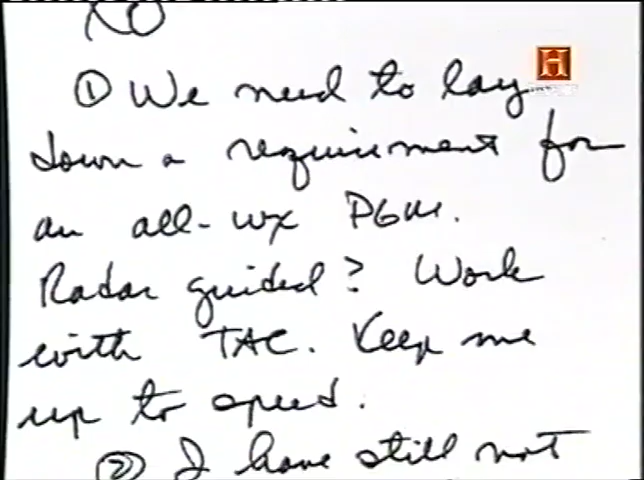 XO
① We need to lay
down a requirement for
an all-wx PGM.
Radar guided? Work
with TAC. Keep me
up to speed.
② I have still not
H